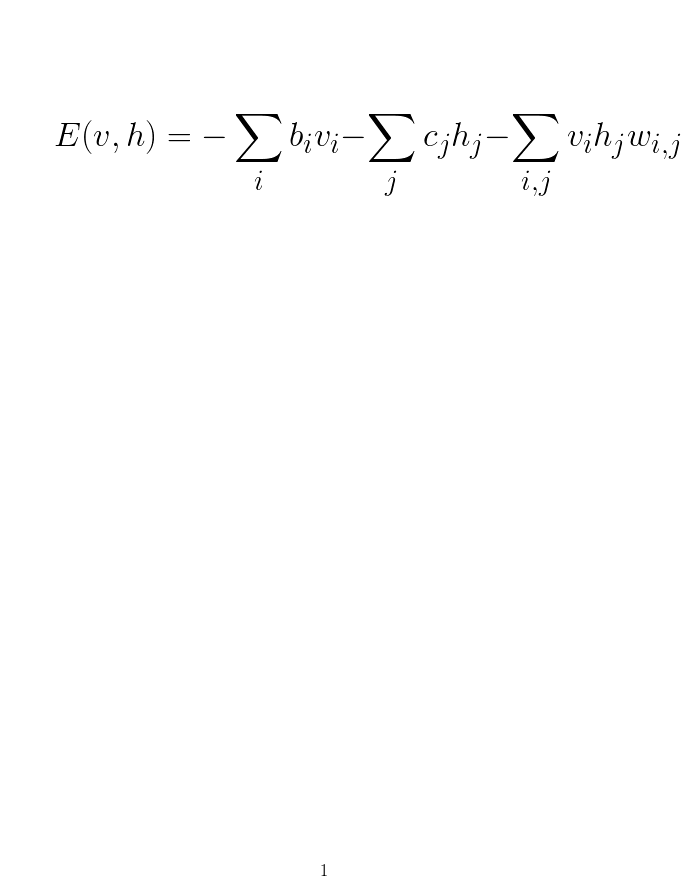 E(v, h) = − ∑_i b_i v_i − ∑_j c_j h_j − ∑_{i,j} v_i h_j w_{i,j}
1